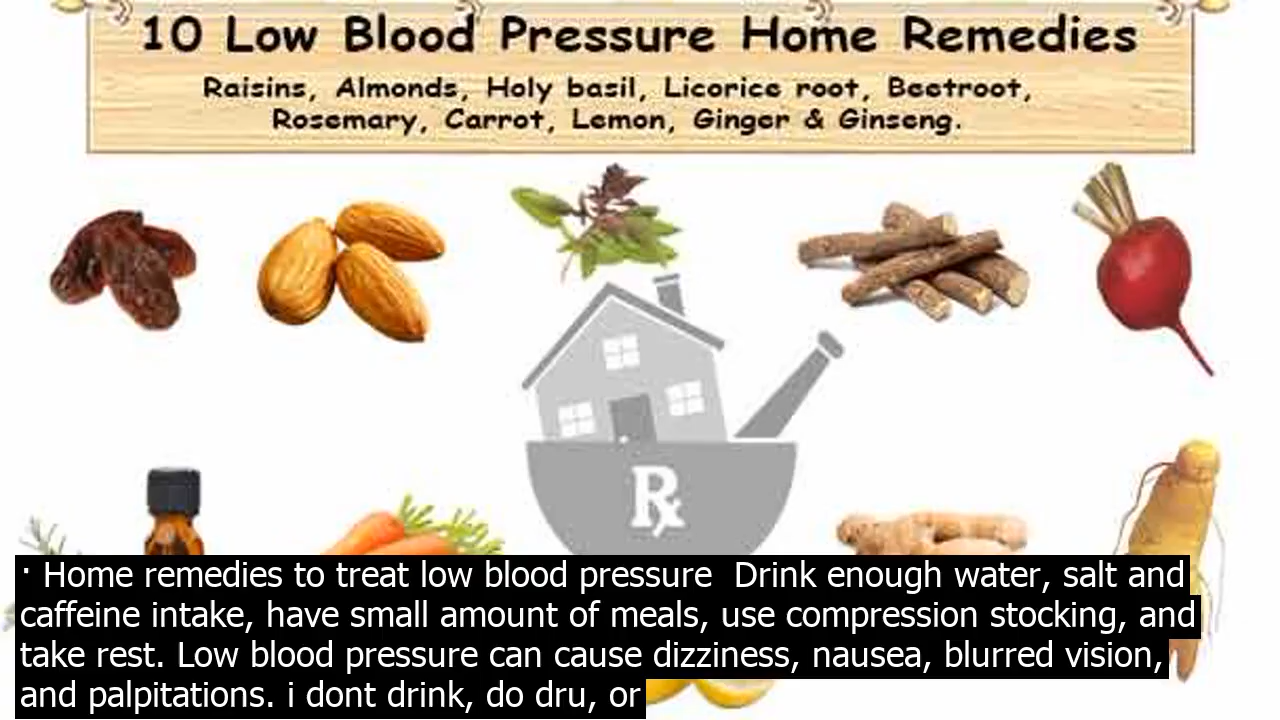 10 Low Blood Pressure Home Remedies
Raisins, Almonds, Holy basil, Licorice root, Beetroot,
Rosemary, Carrot, Lemon, Ginger & Ginseng.
Rx
· Home remedies to treat low blood pressure  Drink enough water, salt and
caffeine intake, have small amount of meals, use compression stocking, and
take rest. Low blood pressure can cause dizziness, nausea, blurred vision,
and palpitations. i dont drink, do dru, or